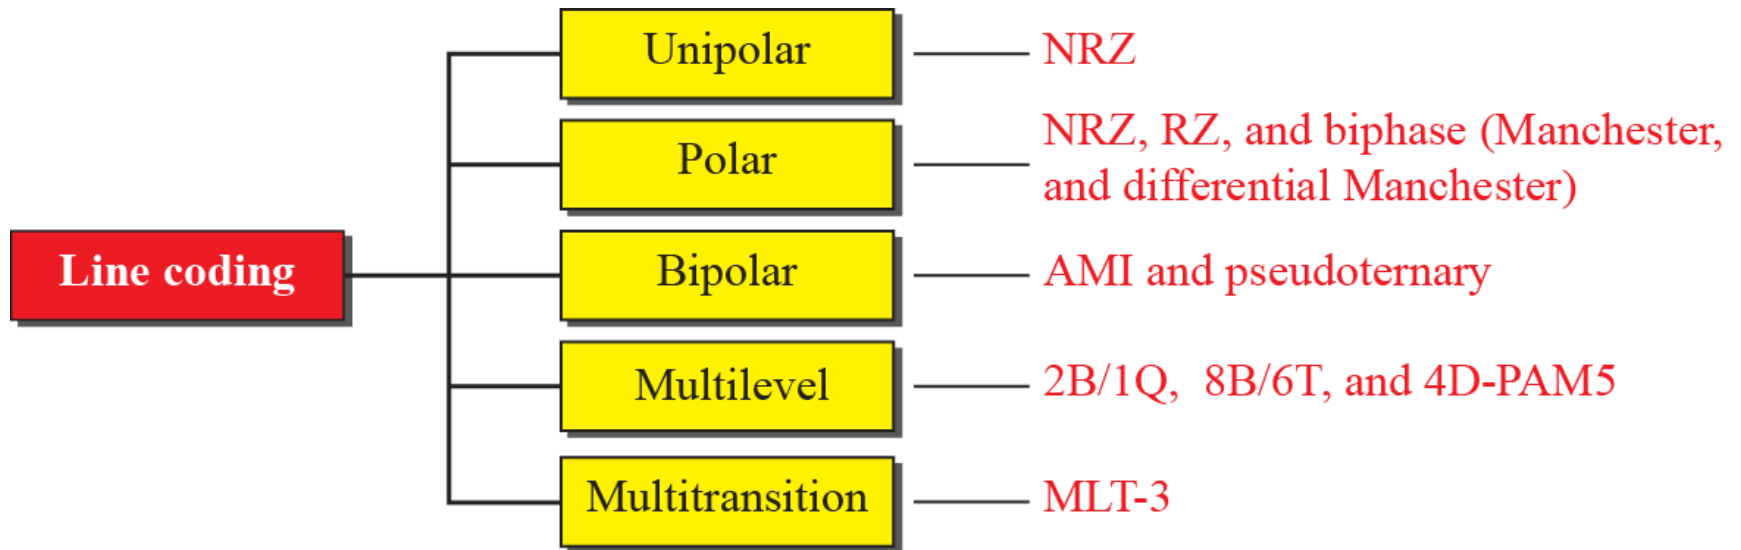 Unipolar
NRZ
Polar
NRZ, RZ, and biphase (Manchester,
and differential Manchester)
Line coding
Bipolar
AMI and pseudoternary
Multilevel
2B/1Q,  8B/6T, and 4D-PAM5
Multitransition
MLT-3